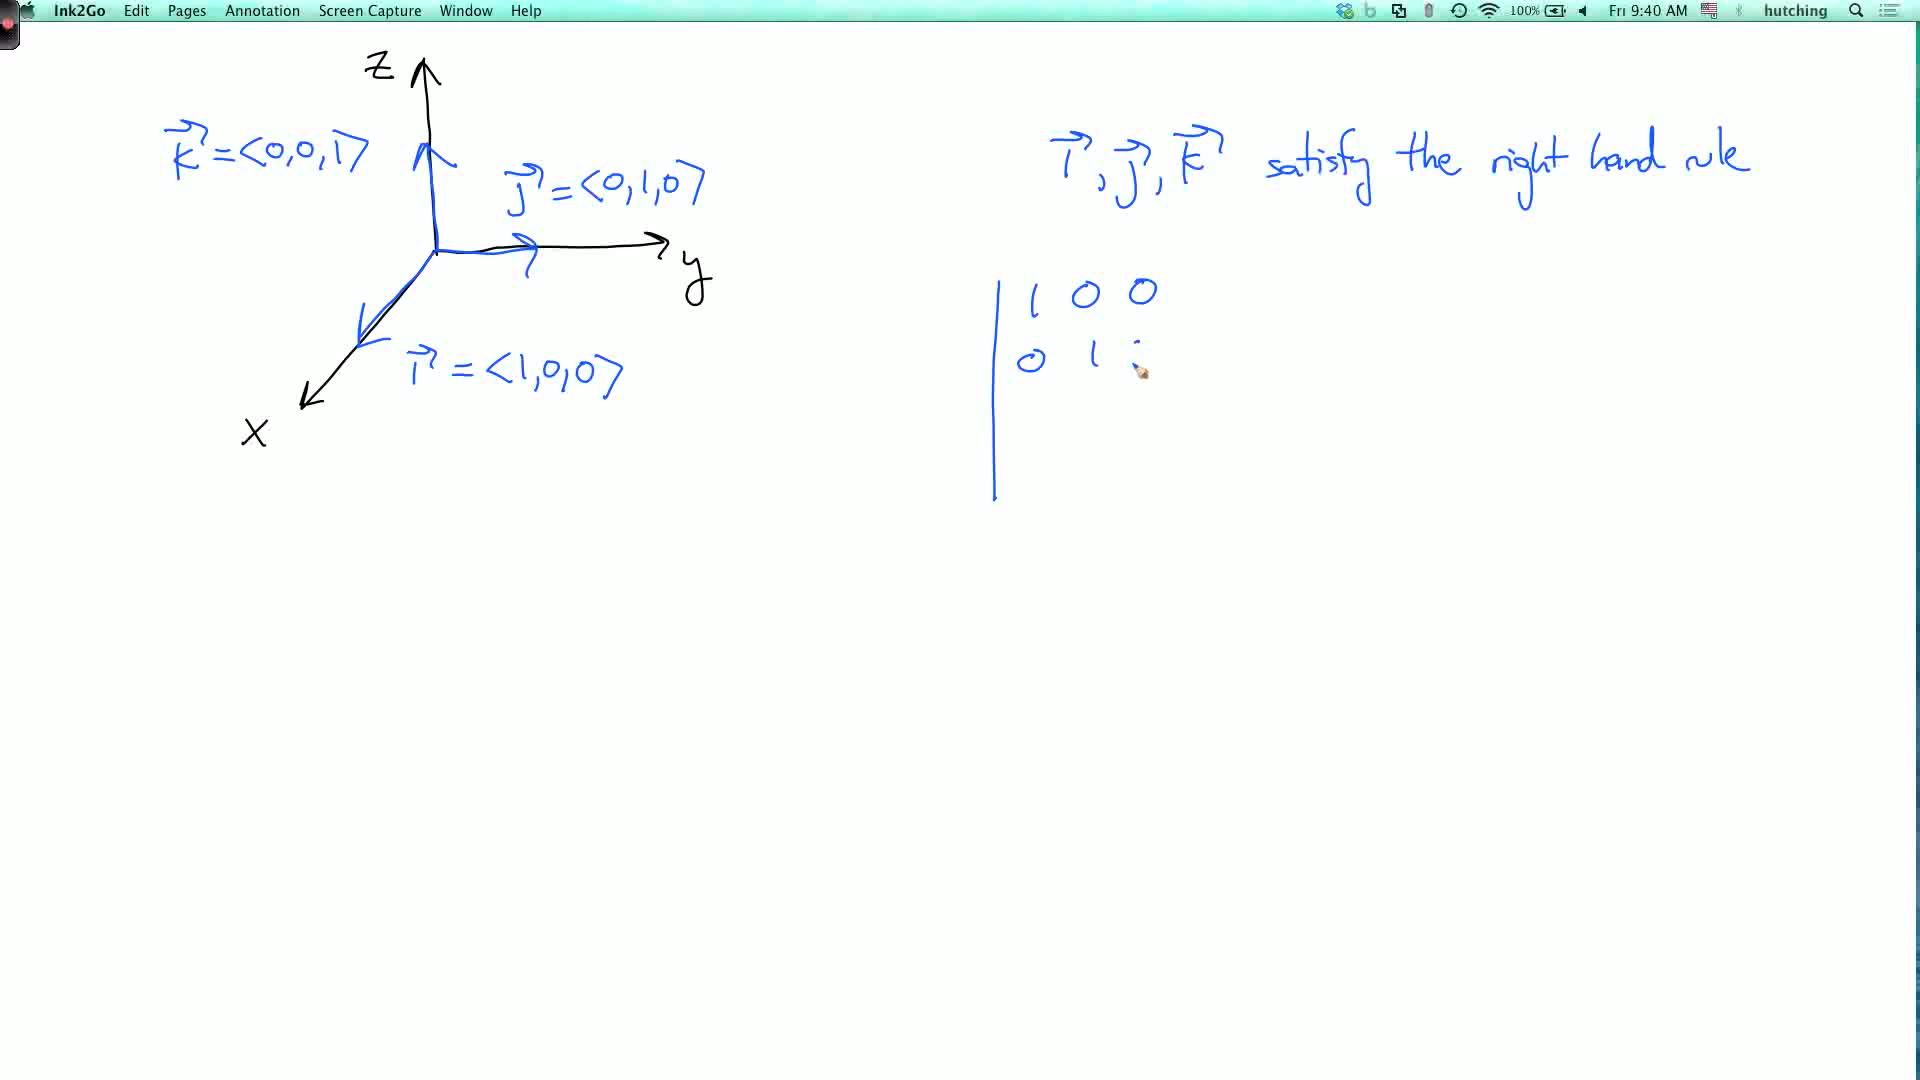 Ink2Go Edit Pages Annotation Screen Capture Window Help 100% Fri 9:40 AM hutching
z
k⃗ = <0,0,1>
j⃗ = <0,1,0>
y
i⃗ = <1,0,0>
x
i⃗, j⃗, k⃗ satisfy the right hand rule
| 1 0 0
0 1